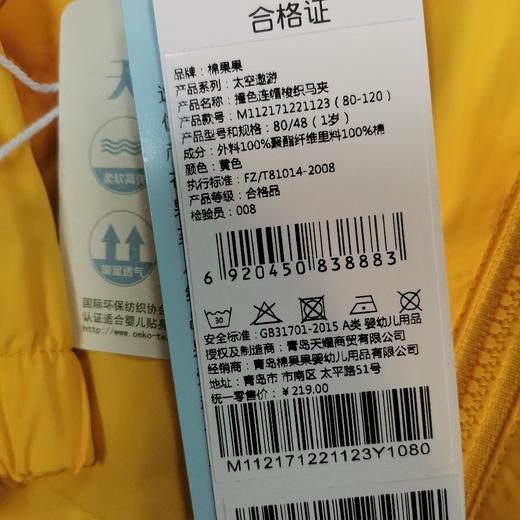 合格证
品牌：棉果果
产品系列：太空遨游
产品名称：撞色连帽梭织马夹
产品款号：M112171221123（80-120）
产品型号和规格：80/48（1岁）
成分：外料100%聚酯纤维里料100%棉
颜色：黄色
执行标准：FZ/T81014-2008
产品等级：合格品
检验员：008
6 920450 838883
30
安全标准：GB31701-2015 A类 婴幼儿用品
授权及制造商：青岛天耀商贸有限公司
经销商：青岛棉果果婴幼儿用品有限公司
地址：青岛市 市南区 太平路51号
统一零售价：￥219.00
M112171221123Y1080
天
柔软高弹
吸湿透气
国际环保纺织协会
认证适合婴儿贴身
http://www.oeko-te